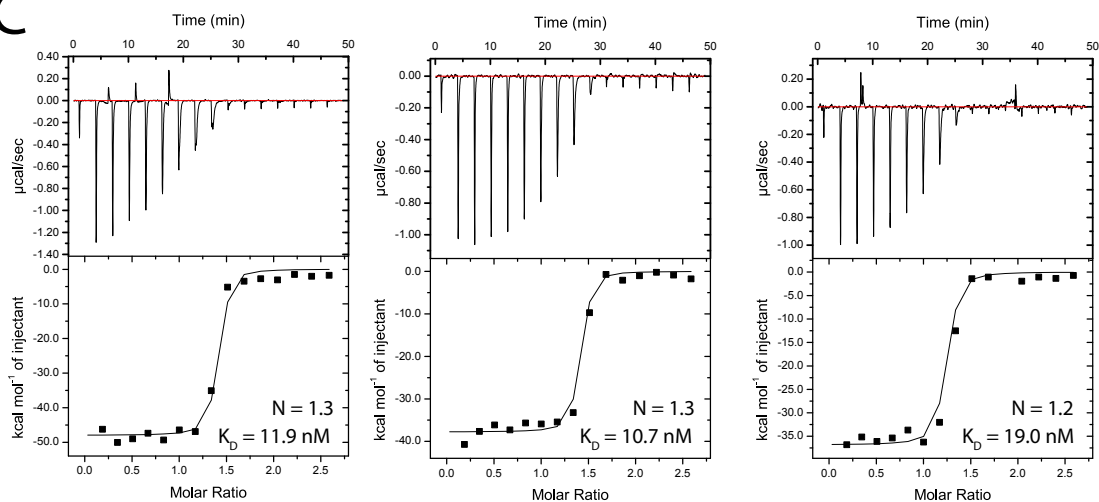 C
Time (min)
0 10 20 30 40 50
0.40
0.20
0.00
-0.20
-0.40
-0.60
-0.80
-1.00
-1.20
-1.40
µcal/sec
0.0
-10.0
-20.0
-30.0
-40.0
-50.0
kcal mol⁻¹ of injectant
N = 1.3
K_D = 11.9 nM
0.0 0.5 1.0 1.5 2.0 2.5
Molar Ratio
Time (min)
0 10 20 30 40 50
0.00
-0.20
-0.40
-0.60
-0.80
-1.00
µcal/sec
0.0
-10.0
-20.0
-30.0
-40.0
kcal mol⁻¹ of injectant
N = 1.3
K_D = 10.7 nM
0.0 0.5 1.0 1.5 2.0 2.5
Molar Ratio
Time (min)
0 10 20 30 40 50
0.20
0.00
-0.20
-0.40
-0.60
-0.80
-1.00
µcal/sec
0.0
-5.0
-10.0
-15.0
-20.0
-25.0
-30.0
-35.0
kcal mol⁻¹ of injectant
N = 1.2
K_D = 19.0 nM
0.0 0.5 1.0 1.5 2.0 2.5
Molar Ratio